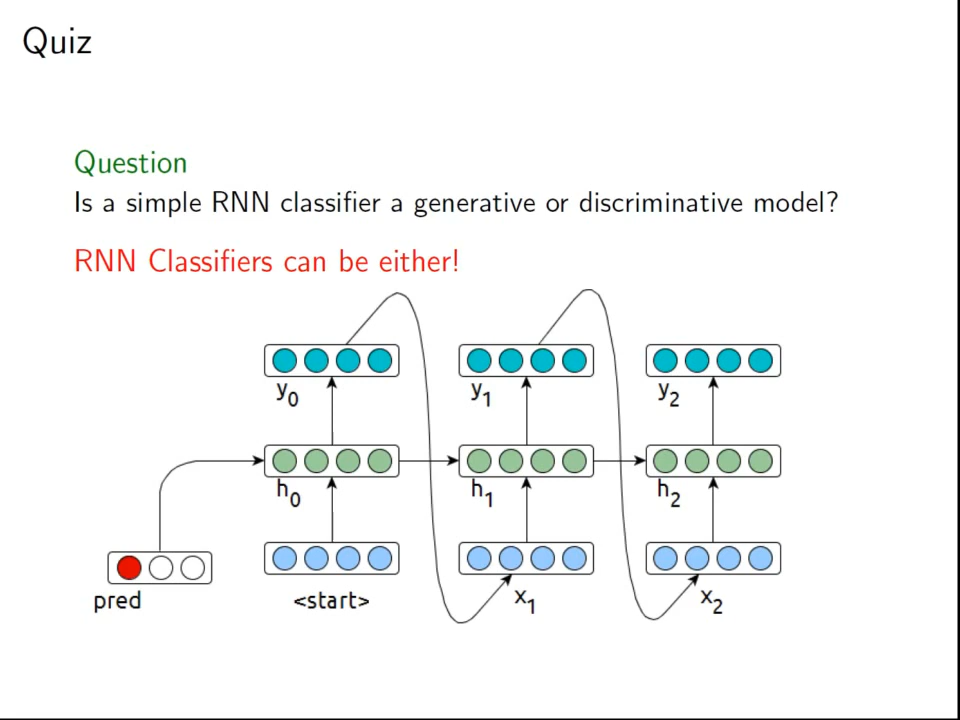 Quiz
Question
Is a simple RNN classifier a generative or discriminative model?
RNN Classifiers can be either!
y0 y1 y2
h0 h1 h2
pred <start> x1 x2